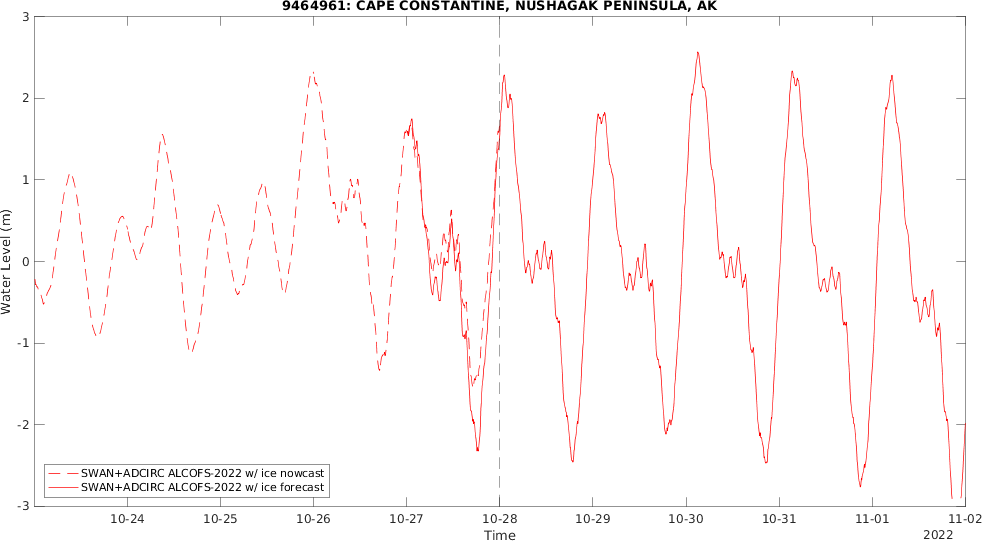 9464961: CAPE CONSTANTINE, NUSHAGAK PENINSULA, AK
3
2
1
0
-1
-2
-3
Water Level (m)
SWAN+ADCIRC ALCOFS-2022 w/ ice nowcast
SWAN+ADCIRC ALCOFS-2022 w/ ice forecast
10-24 10-25 10-26 10-27 10-28 10-29 10-30 10-31 11-01 11-02
Time
2022